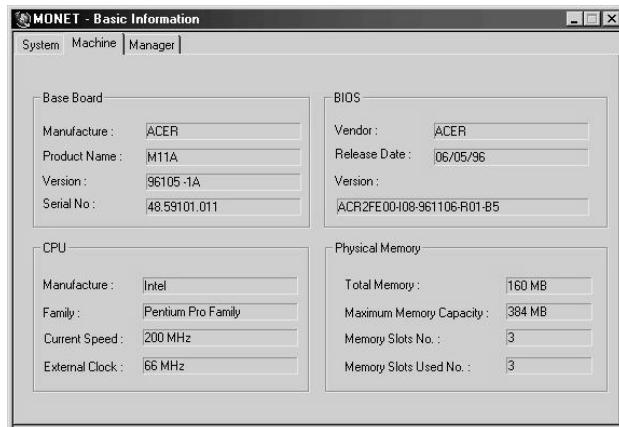 MONET - Basic Information
System Machine Manager
Base Board
Manufacture : ACER
Product Name : M11A
Version : 96105 -1A
Serial No : 48.59101.011
BIOS
Vendor : ACER
Release Date : 06/05/96
Version :
ACR2FE00-I08-961106-R01-B5
CPU
Manufacture : Intel
Family : Pentium Pro Family
Current Speed : 200 MHz
External Clock : 66 MHz
Physical Memory
Total Memory : 160 MB
Maximum Memory Capacity : 384 MB
Memory Slots No. : 3
Memory Slots Used No. : 3